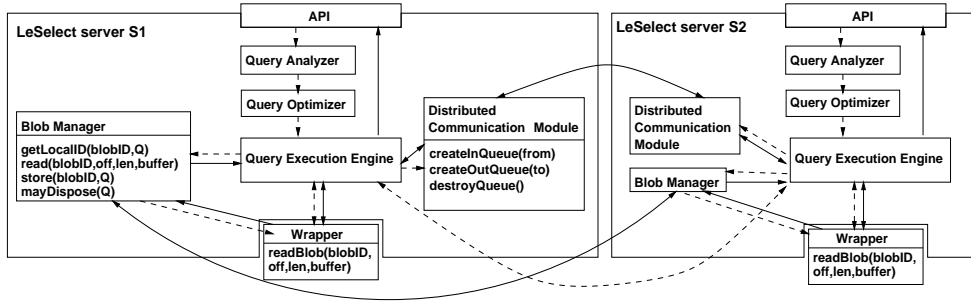 LeSelect server S1
API
Query Analyzer
Query Optimizer
Blob Manager
getLocalID(blobID,Q)
read(blobID,off,len,buffer)
store(blobID,Q)
mayDispose(Q)
Query Execution Engine
Distributed
Communication Module
createInQueue(from)
createOutQueue(to)
destroyQueue()
Wrapper
readBlob(blobID,
off,len,buffer)
LeSelect server S2
API
Query Analyzer
Query Optimizer
Distributed
Communication
Module
Query Execution Engine
Blob Manager
Wrapper
readBlob(blobID,
off,len,buffer)